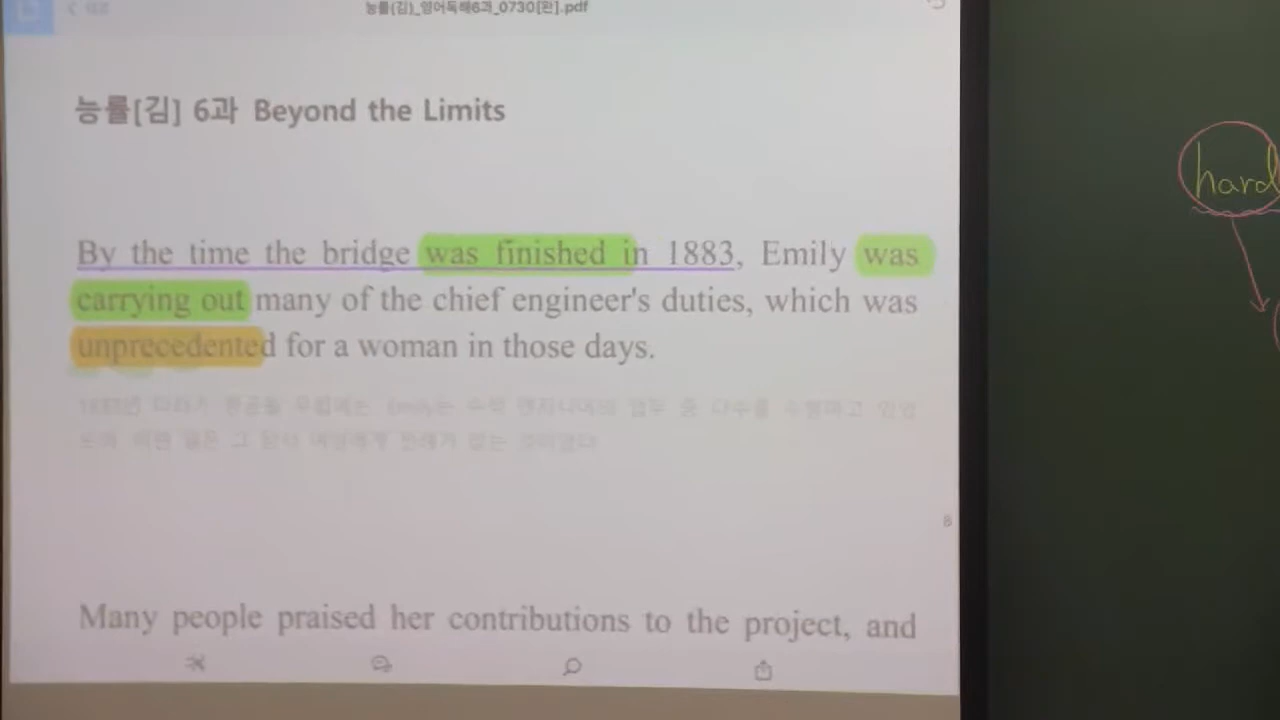 능률(김)_영어독해6과_0730[완].pdf
능률[김] 6과 Beyond the Limits
hard
By the time the bridge was finished in 1883, Emily was
carrying out many of the chief engineer's duties, which was
unprecedented for a woman in those days.
8
Many people praised her contributions to the project, and